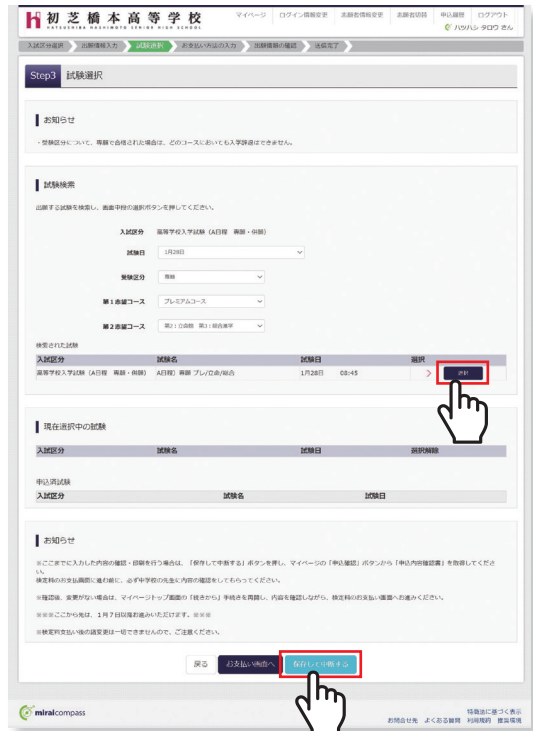 初芝橋本高等学校
HATSUSHIBA HASHIMOTO SENIOR HIGH SCHOOL
マイページ ログイン情報変更 志願者情報変更 志願者切替 申込履歴 ログアウト
ハツハシ タロウ さん
入試区分選択 出願情報入力 試験選択 お支払い方法の入力 出願情報の確認 送信完了
Step3 試験選択
お知らせ
・受験区分について、専願で合格された場合は、どのコースにおいても入学辞退はできません。
試験検索
出願する試験を検索し、画面中段の選択ボタンを押してください。
入試区分 高等学校入学試験（A日程 専願・併願）
試験日 1月28日
受験区分 専願
第1志望コース プレミアムコース
第2志望コース 第2：立命館 第3：総合進学
検索された試験
入試区分 試験名 試験日 選択
高等学校入学試験（A日程 専願・併願） A日程）専願 プレ/立命/総合 1月28日 08:45 選択
現在選択中の試験
入試区分 試験名 試験日 選択解除
申込済試験
入試区分 試験名 試験日
お知らせ
※ここまでに入力した内容の確認・印刷を行う場合は、「保存して中断する」ボタンを押し、マイページの「申込確認」ボタンから「申込内容確認書」を取得してくださ
い。
検定料のお支払画面に進む前に、必ず中学校の先生に内容の確認をしてもらってください。
※確認後、変更がない場合は、マイページトップ画面の「続きから」手続きを再開し、内容を確認しながら、検定料のお支払い画面へお進みください。
※※※ここから先は、1月7日以降お進みいただけます。※※※
※検定料支払い後の諸変更は一切できませんので、ご注意ください。
戻る お支払い画面へ 保存して中断する
miraicompass
特商法に基づく表示
お問合せ先 よくある質問 利用規約 推奨環境